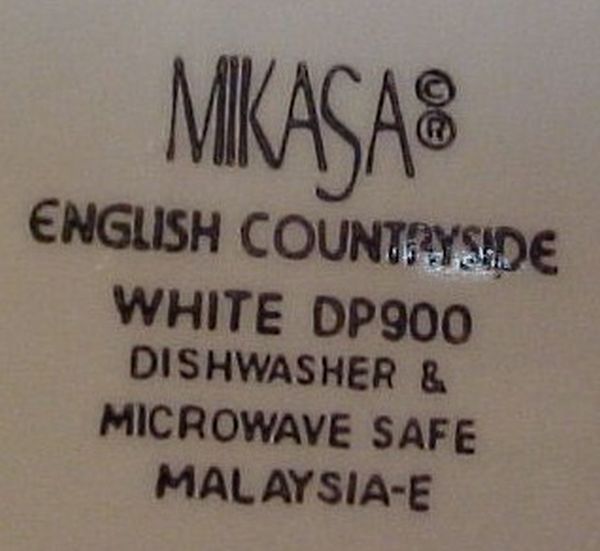 MIKASA©®
ENGLISH COUNTRYSIDE
WHITE DP900
DISHWASHER &
MICROWAVE SAFE
MALAYSIA-E